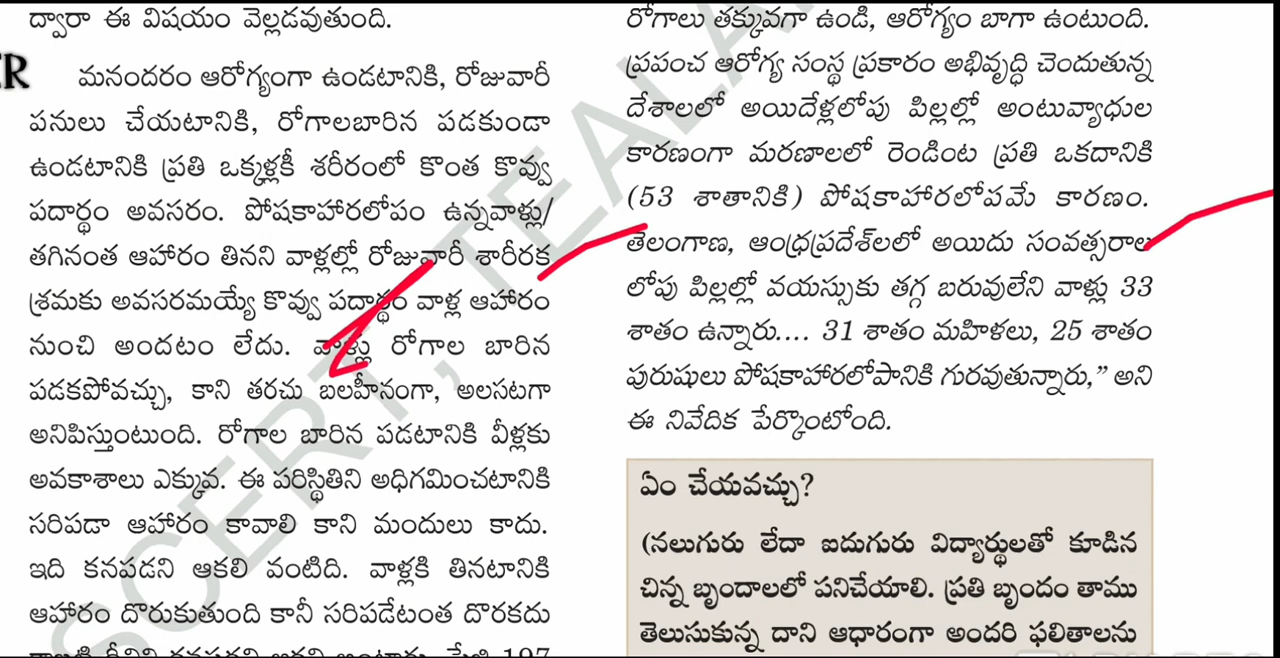 ద్వారా ఈ విషయం వెల్లడవుతుంది.
మనందరం ఆరోగ్యంగా ఉండటానికి, రోజువారీ
పనులు చేయటానికి, రోగాలబారిన పడకుండా
ఉండటానికి ప్రతి ఒక్కళ్లకీ శరీరంలో కొంత కొవ్వు
పదార్థం అవసరం. పోషకాహారలోపం ఉన్నవాళ్లు/
తగినంత ఆహారం తినని వాళ్లల్లో రోజువారీ శారీరక
శ్రమకు అవసరమయ్యే కొవ్వు పదార్థం వాళ్ల ఆహారం
నుంచి అందటం లేదు. వాళ్లు రోగాల బారిన
పడకపోవచ్చు, కాని తరచు బలహీనంగా, అలసటగా
అనిపిస్తుంటుంది. రోగాల బారిన పడటానికి వీళ్లకు
అవకాశాలు ఎక్కువ. ఈ పరిస్థితిని అధిగమించటానికి
సరిపడా ఆహారం కావాలి కాని మందులు కాదు.
ఇది కనపడని ఆకలి వంటిది. వాళ్లకి తినటానికి
ఆహారం దొరుకుతుంది కానీ సరిపడేటంత దొరకదు
రోగాలు తక్కువగా ఉండి, ఆరోగ్యం బాగా ఉంటుంది.
ప్రపంచ ఆరోగ్య సంస్థ ప్రకారం అభివృద్ధి చెందుతున్న
దేశాలలో అయిదేళ్లలోపు పిల్లల్లో అంటువ్యాధుల
కారణంగా మరణాలలో రెండింట ప్రతి ఒకదానికి
(53 శాతానికి) పోషకాహారలోపమే కారణం.
తెలంగాణ, ఆంధ్రప్రదేశ్‌లలో అయిదు సంవత్సరాల
లోపు పిల్లల్లో వయస్సుకు తగ్గ బరువులేని వాళ్లు 33
శాతం ఉన్నారు.... 31 శాతం మహిళలు, 25 శాతం
పురుషులు పోషకాహారలోపానికి గురవుతున్నారు,” అని
ఈ నివేదిక పేర్కొంటోంది.
ఏం చేయవచ్చు?
(నలుగురు లేదా ఐదుగురు విద్యార్థులతో కూడిన
చిన్న బృందాలలో పనిచేయాలి. ప్రతి బృందం తాము
తెలుసుకున్న దాని ఆధారంగా అందరి ఫలితాలను
SCERT, TEALA